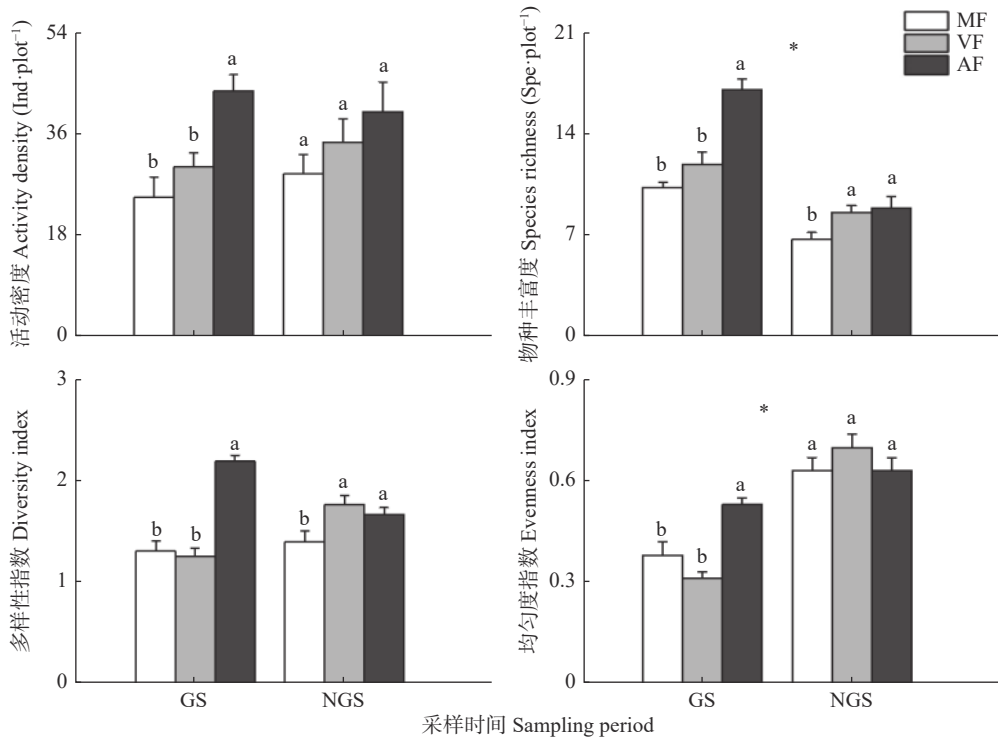 54
36
18
0
活动密度 Activity density (Ind·plot⁻¹)
b
b
a
a
a
a
21
14
7
0
物种丰富度 Species richness (Spe·plot⁻¹)
b
b
a
*
b
a
a
MF
VF
AF
3
2
1
0
多样性指数 Diversity index
b
b
a
b
a
a
GS
NGS
0.9
0.6
0.3
0
均匀度指数 Evenness index
b
b
a
*
a
a
a
GS
NGS
采样时间 Sampling period